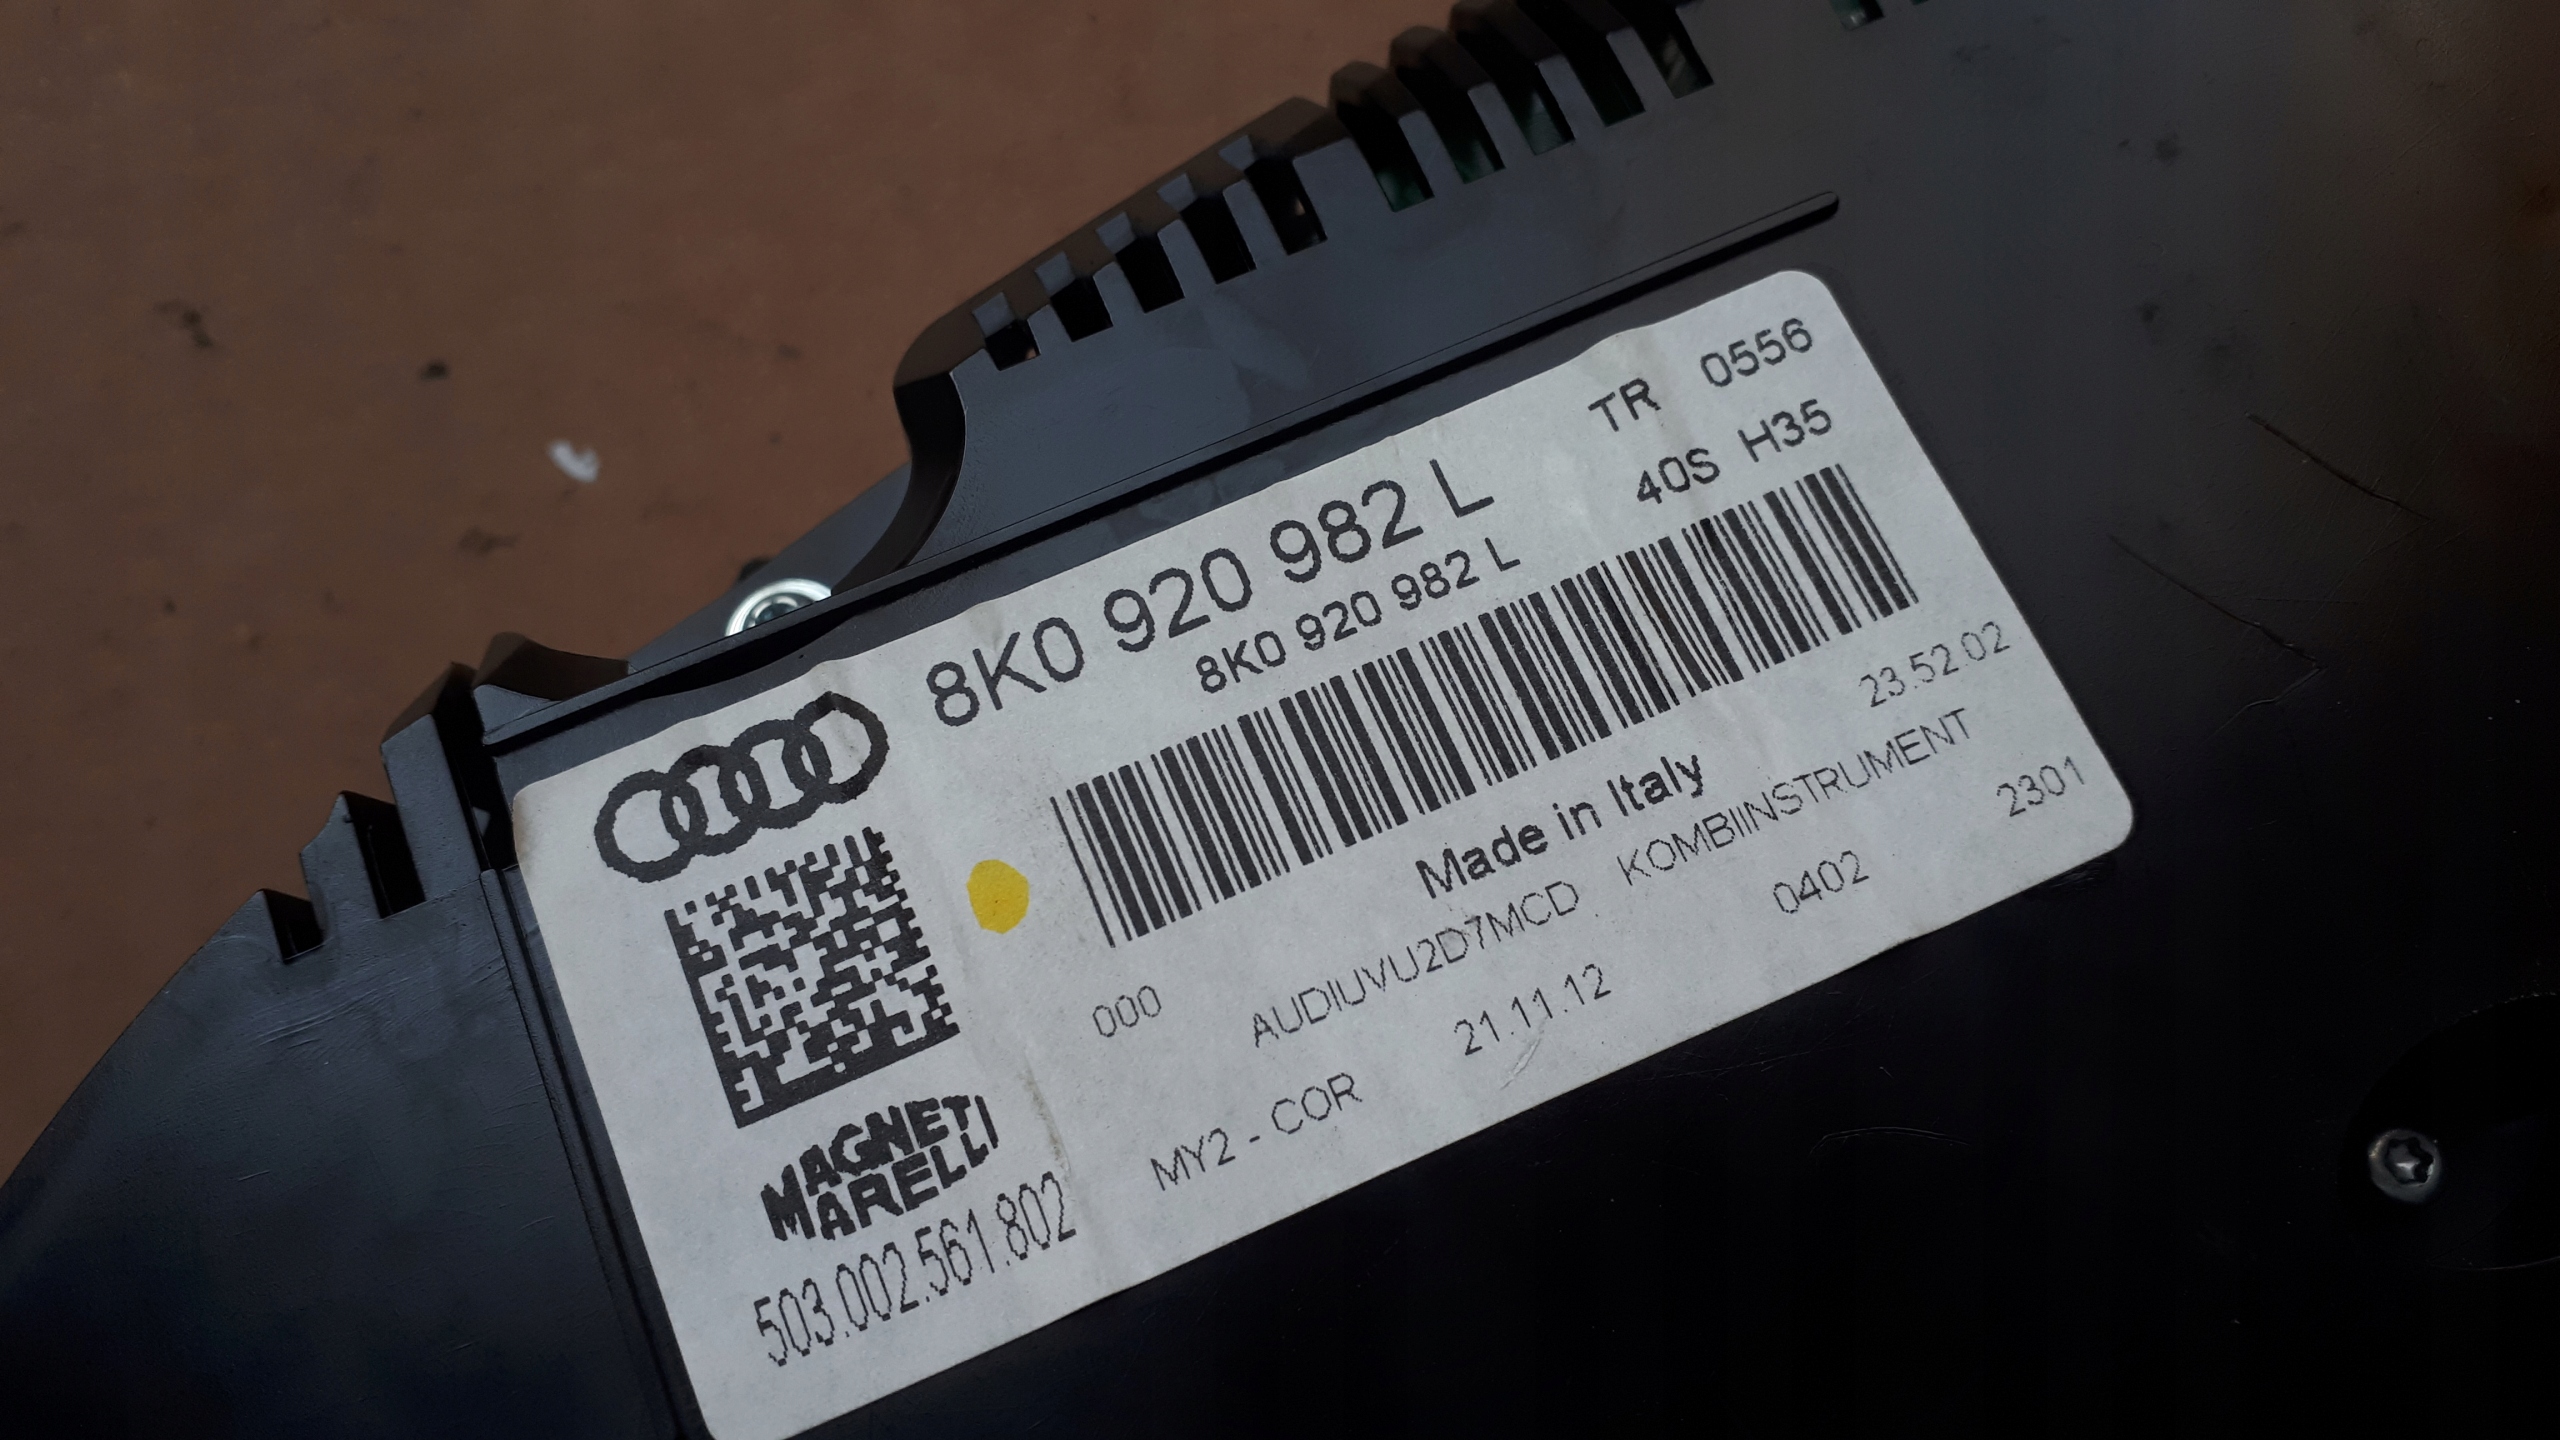 TR 0556
8K0 920 982 L 40S H35
8K0 920 982 L
23.52.02
Made in Italy
000 AUDIUVU2D7MCD KOMBIINSTRUMENT
MY2 - COR 21.11.12 0402 2301
MAGNETI
MARELLI
503.002.561.802